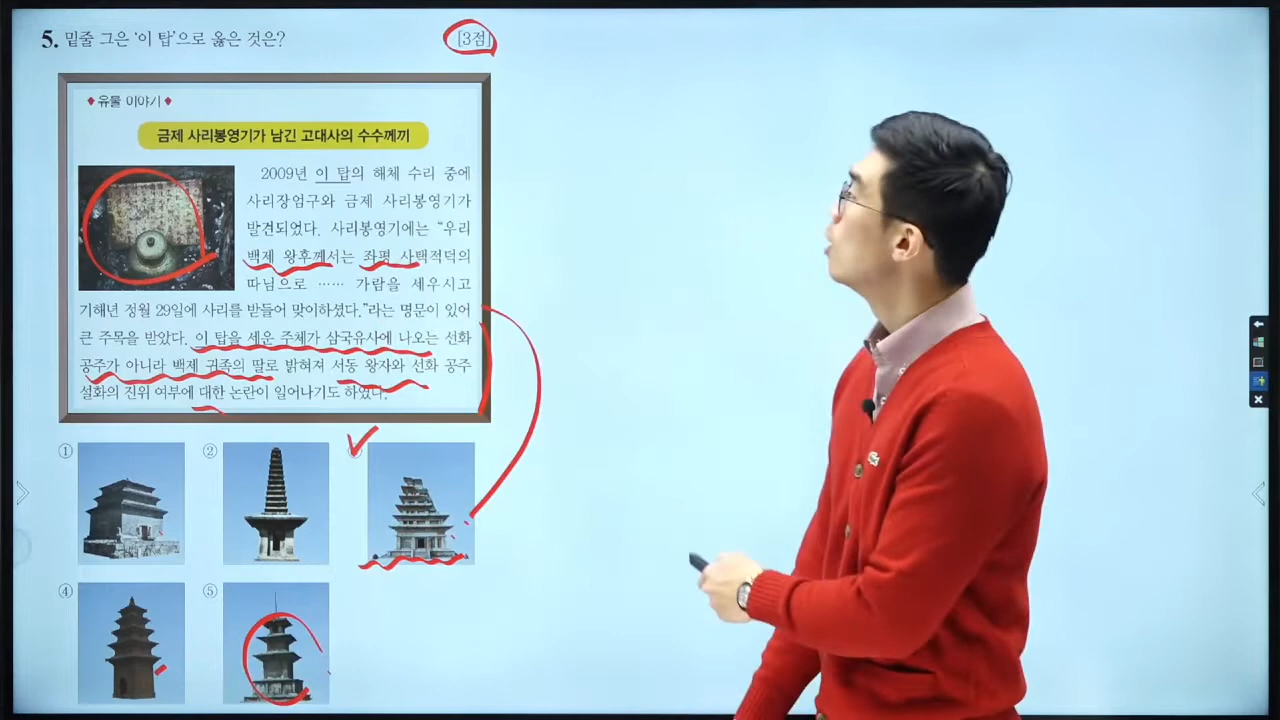 5. 밑줄 그은 ‘이 탑’으로 옳은 것은? [3점]
♦유물 이야기♦
금제 사리봉영기가 남긴 고대사의 수수께끼
2009년 이 탑의 해체 수리 중에
사리장엄구와 금제 사리봉영기가
발견되었다. 사리봉영기에는 “우리
백제 왕후께서는 좌평 사택적덕의
따님으로 …… 가람을 세우시고
기해년 정월 29일에 사리를 받들어 맞이하셨다.”라는 명문이 있어
큰 주목을 받았다. 이 탑을 세운 주체가 삼국유사에 나오는 선화
공주가 아니라 백제 귀족의 딸로 밝혀져 서동 왕자와 선화 공주
설화의 진위 여부에 대한 논란이 일어나기도 하였다.
① ②
④ ⑤